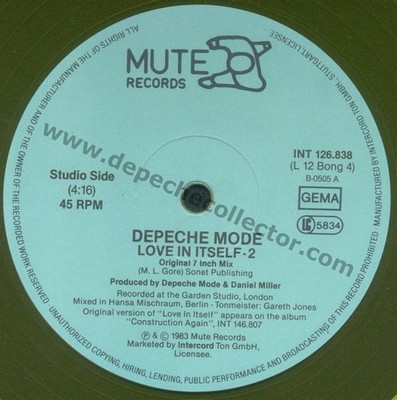 ALL RIGHTS OF THE MANUFACTURER AND OF THE OWNER OF THE RECORDED WORK RESERVED
MADE IN GERMANY BY INTERCORD TON GMBH., STUTTGART. LICENSEE.
MUTE
RECORDS
www.depechecollector.com
INT 126.838
(L 12 Bong 4)
B-0505 A
Studio Side
(4:16)
45 RPM
GEMA
LC 5834
DEPECHE MODE
LOVE IN ITSELF-2
Original 7 Inch Mix
(M. L. Gore) Sonet Publishing
Produced by Depeche Mode & Daniel Miller
Recorded at the Garden Studio, London
Mixed in Hansa Mischraum, Berlin - Tonmeister: Gareth Jones
Original version of "Love In Itself" appears on the album
"Construction Again", INT 146.807
℗ & © 1983 Mute Records
Marketed by Intercord Ton GmbH,
Licensee.
UNAUTHORIZED COPYING, HIRING, LENDING, PUBLIC PERFORMANCE AND BROADCASTING OF THIS RECORD PROHIBITED